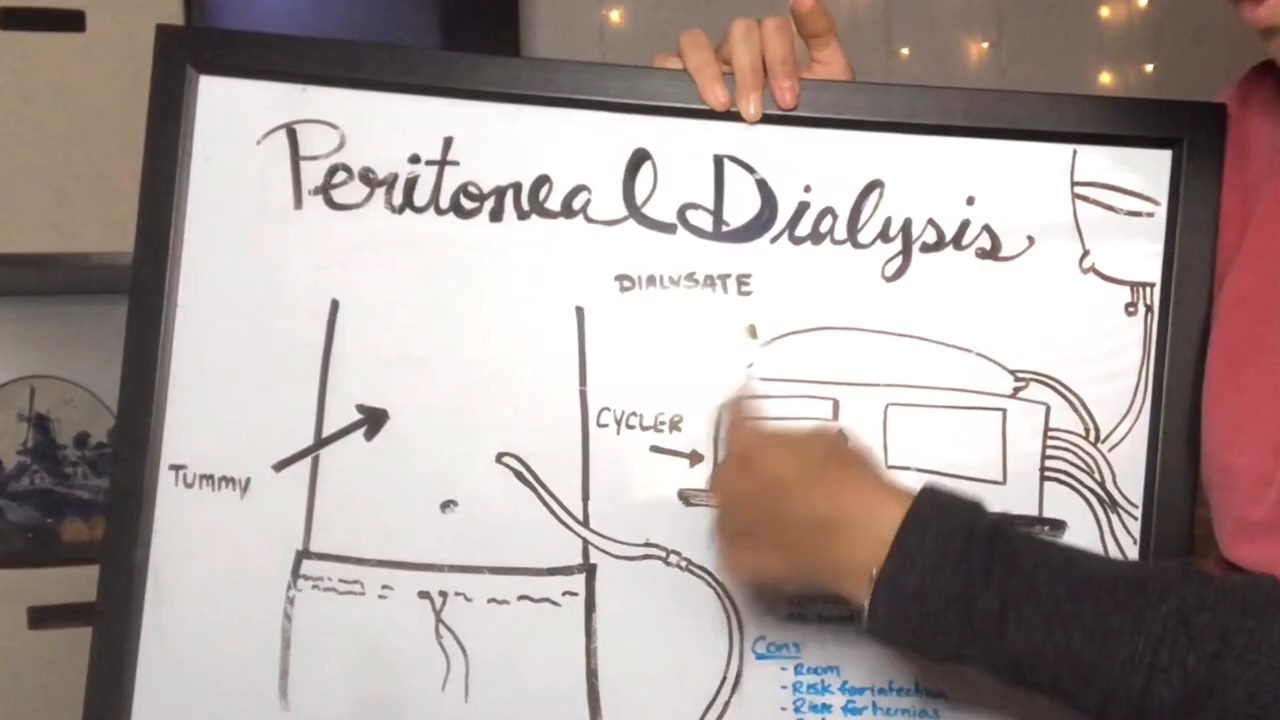 Peritoneal Dialysis
DIALYSATE
CYCLER
Tummy
Cons
- Room
- Risk for infection
- Risk for hernias